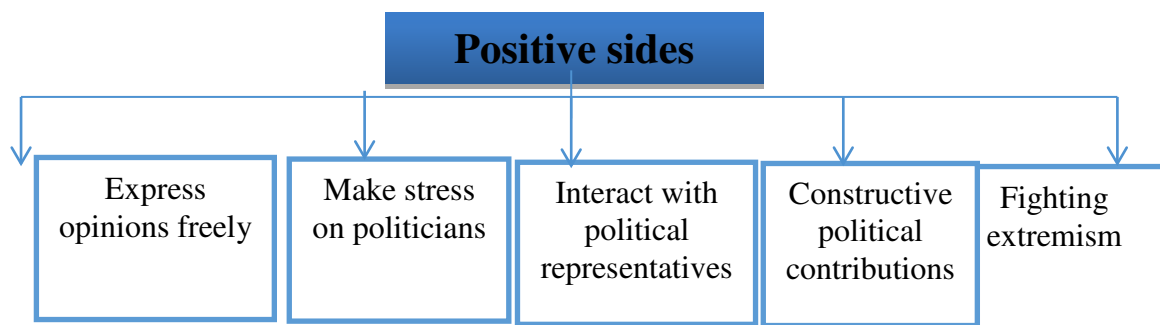 Positive sides
Express
opinions freely
Make stress
on politicians
Interact with
political
representatives
Constructive
political
contributions
Fighting
extremism